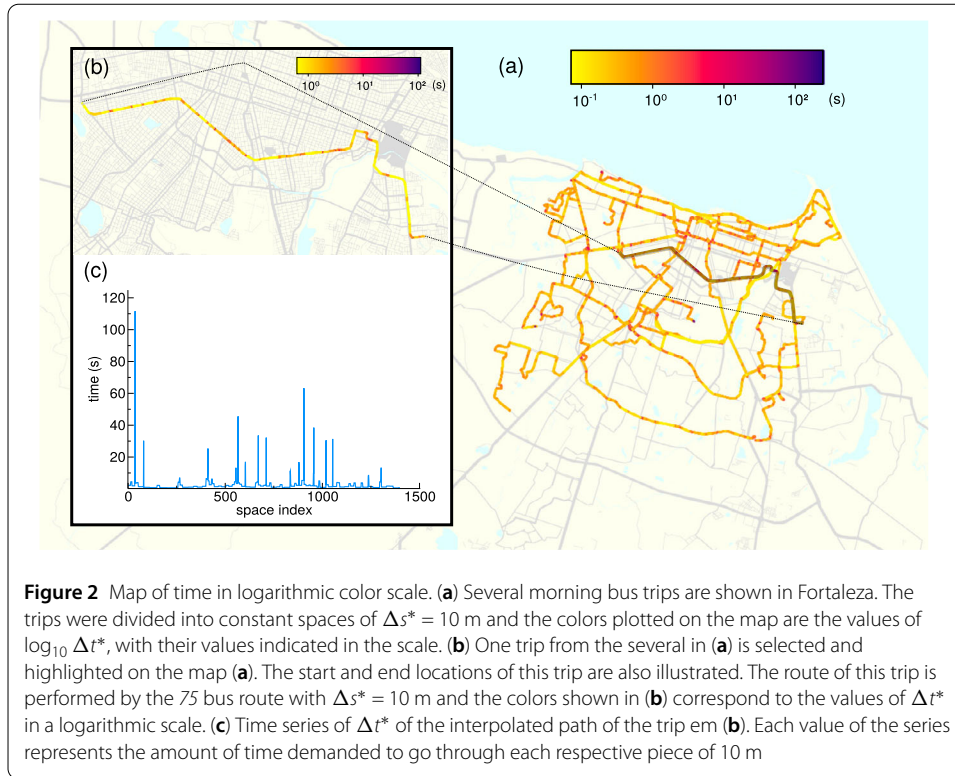 (b)
10⁰ 10¹ 10² (s)
(a)
10⁻¹ 10⁰ 10¹ 10² (s)
(c)
120
100
80
60
40
20
time (s)
0 500 1000 1500
space index
Figure 2 Map of time in logarithmic color scale. (a) Several morning bus trips are shown in Fortaleza. The
trips were divided into constant spaces of Δs* = 10 m and the colors plotted on the map are the values of
log₁₀ Δt*, with their values indicated in the scale. (b) One trip from the several in (a) is selected and
highlighted on the map (a). The start and end locations of this trip are also illustrated. The route of this trip is
performed by the 75 bus route with Δs* = 10 m and the colors shown in (b) correspond to the values of Δt*
in a logarithmic scale. (c) Time series of Δt* of the interpolated path of the trip em (b). Each value of the series
represents the amount of time demanded to go through each respective piece of 10 m